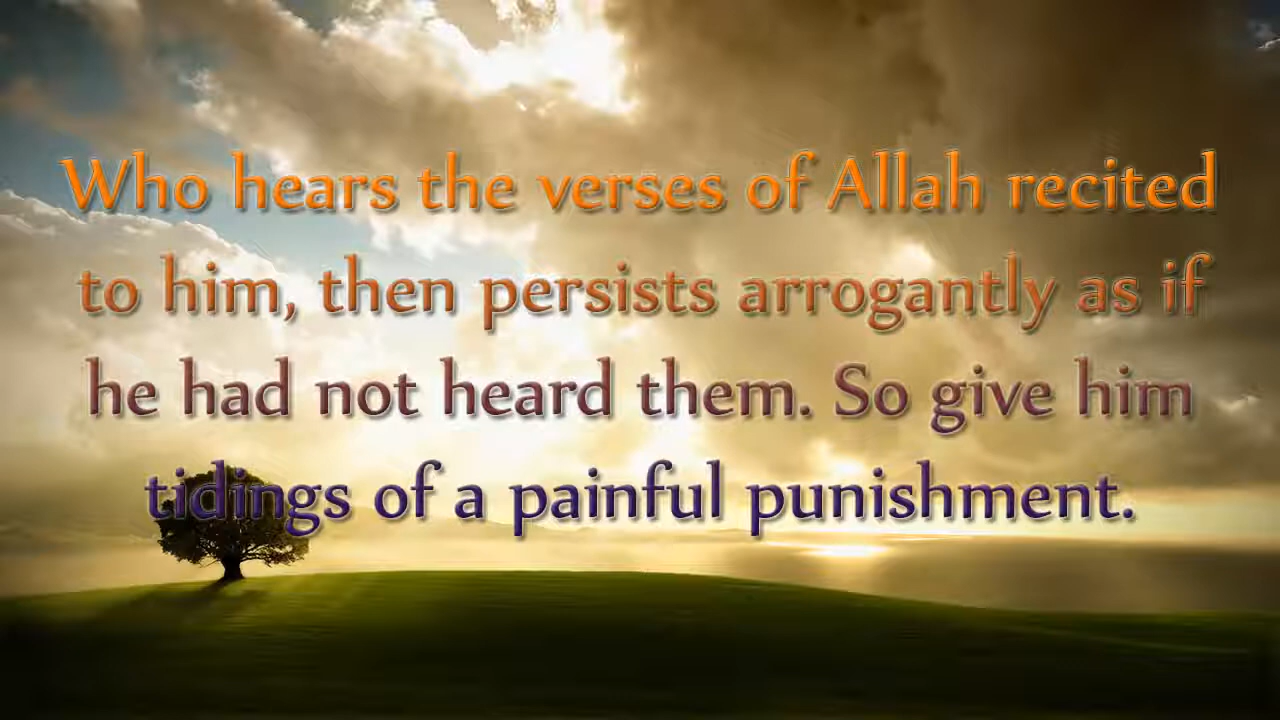 Who hears the verses of Allah recited
to him, then persists arrogantly as if
he had not heard them. So give him
tidings of a painful punishment.